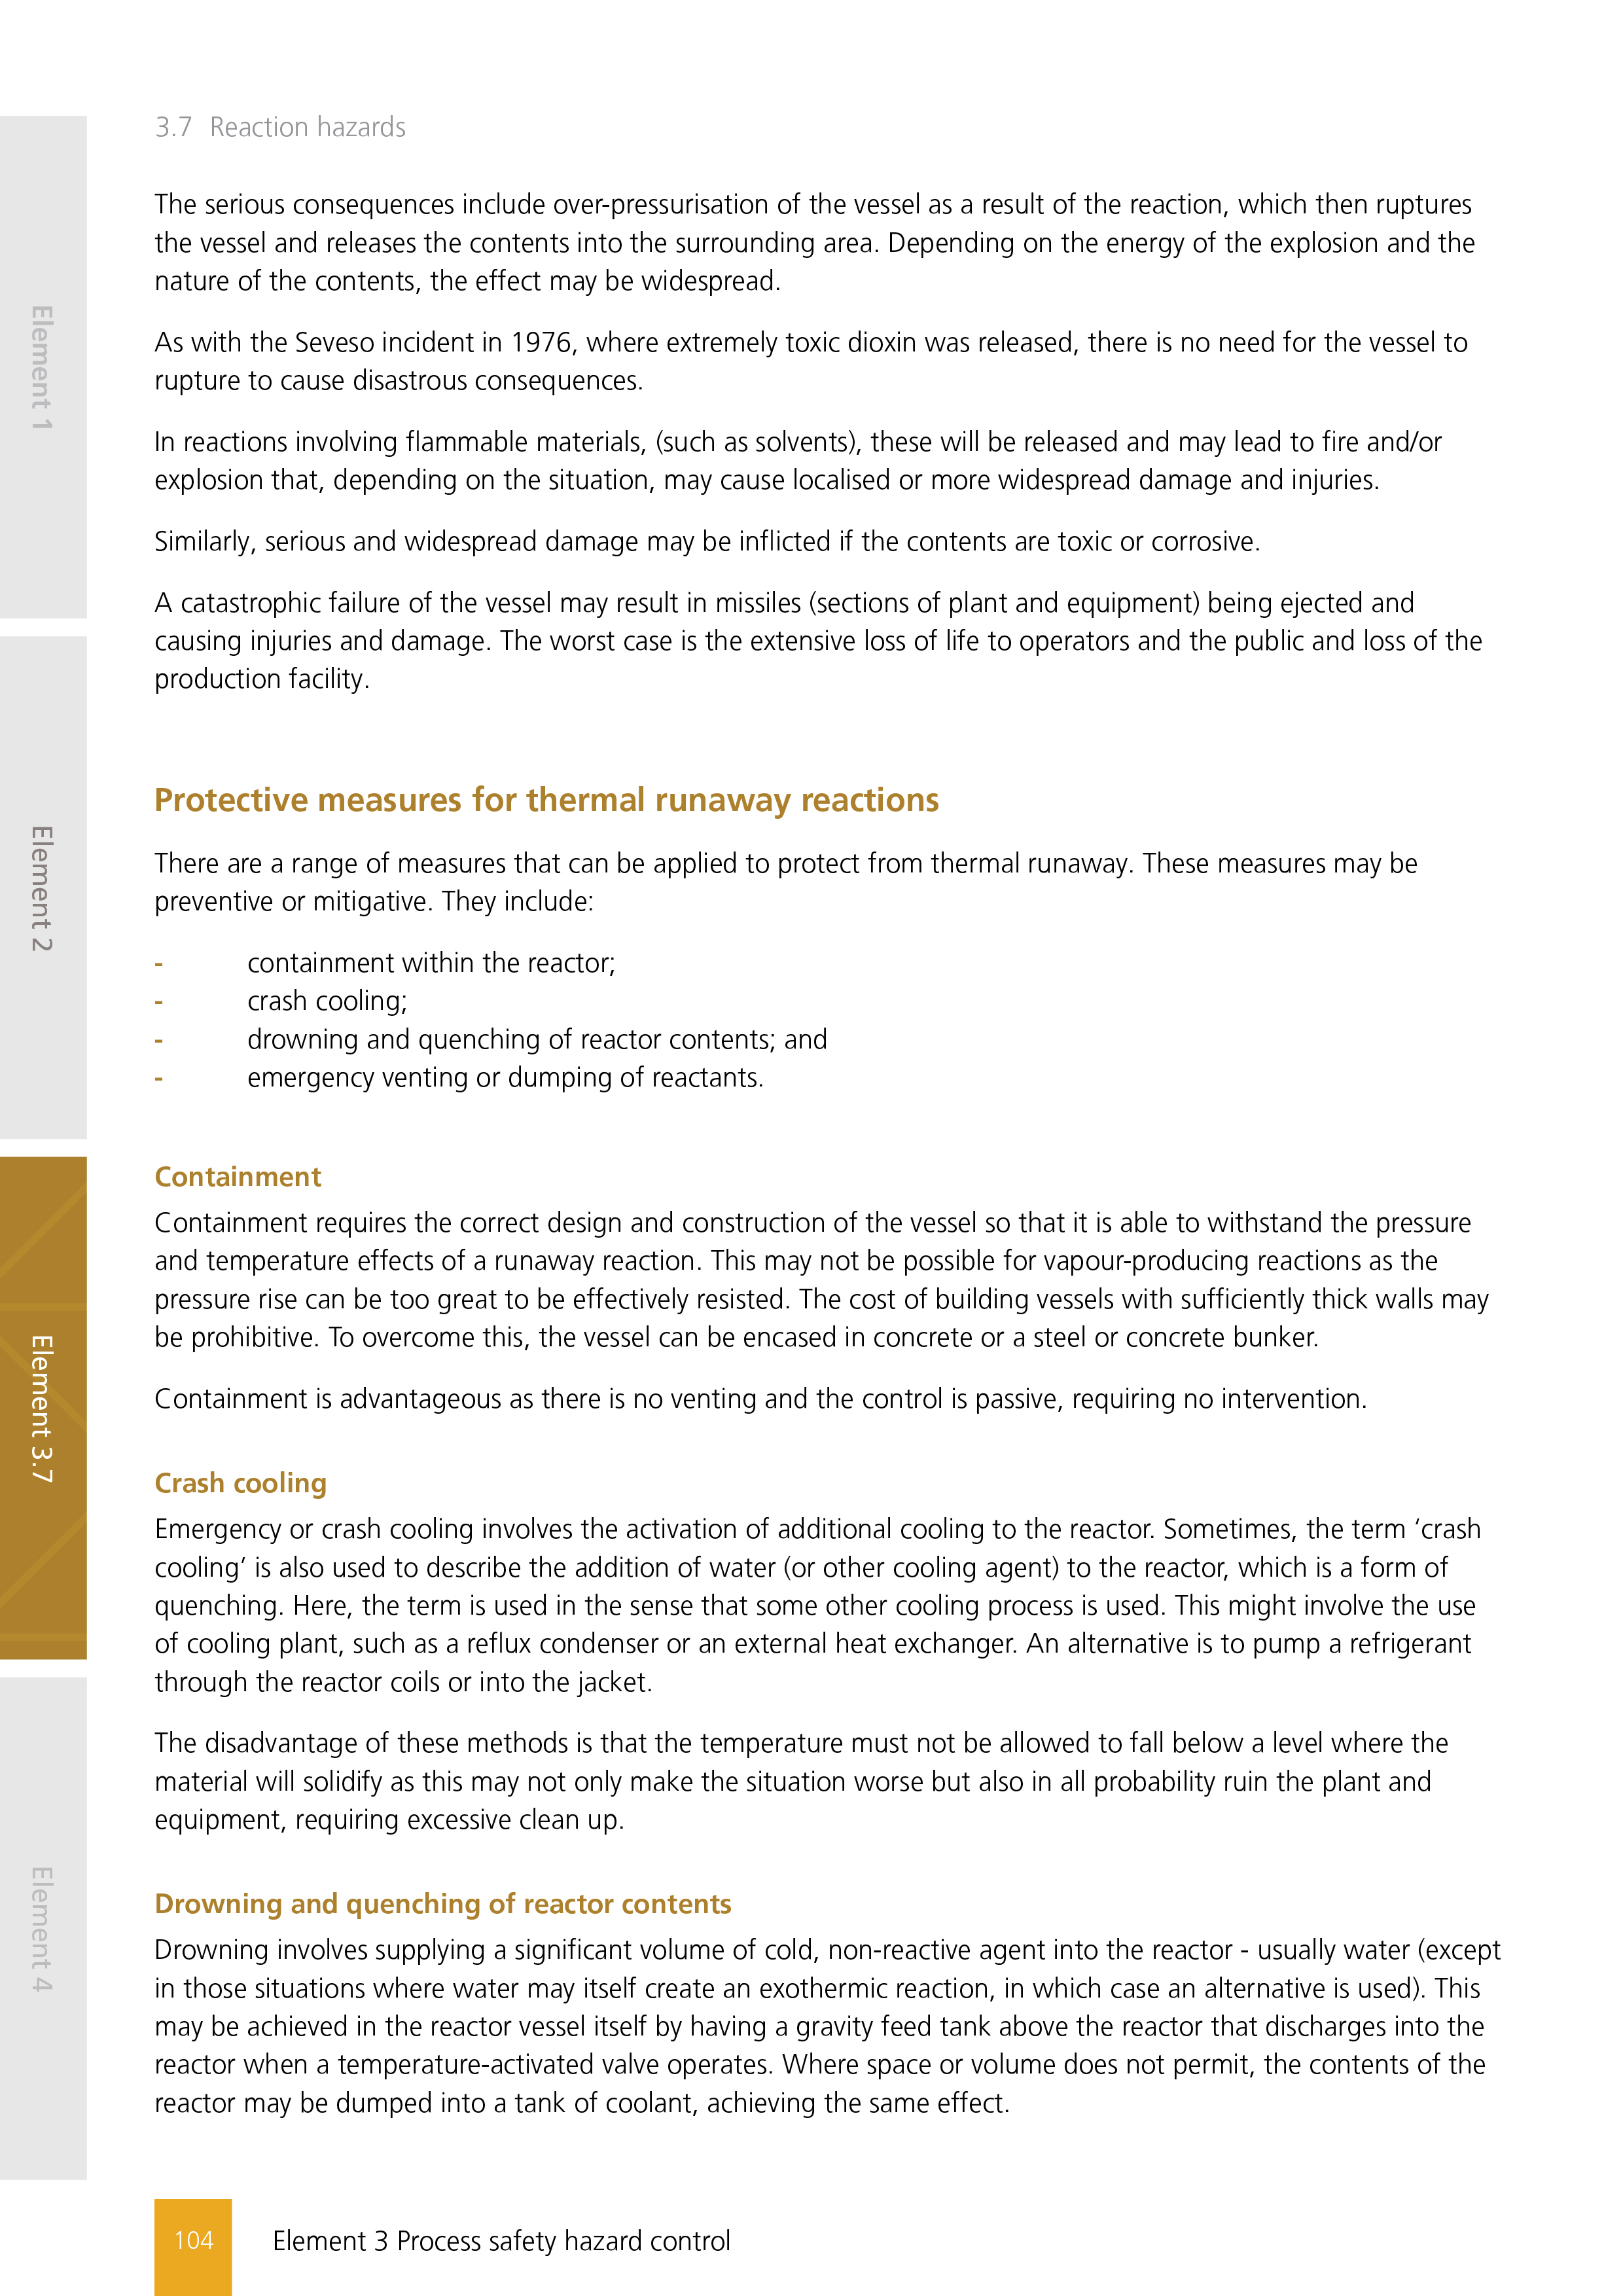 3.7 Reaction hazards
The serious consequences include over-pressurisation of the vessel as a result of the reaction, which then ruptures
the vessel and releases the contents into the surrounding area. Depending on the energy of the explosion and the
nature of the contents, the effect may be widespread.
As with the Seveso incident in 1976, where extremely toxic dioxin was released, there is no need for the vessel to
rupture to cause disastrous consequences.
In reactions involving flammable materials, (such as solvents), these will be released and may lead to fire and/or
explosion that, depending on the situation, may cause localised or more widespread damage and injuries.
Similarly, serious and widespread damage may be inflicted if the contents are toxic or corrosive.
A catastrophic failure of the vessel may result in missiles (sections of plant and equipment) being ejected and
causing injuries and damage. The worst case is the extensive loss of life to operators and the public and loss of the
production facility.
Protective measures for thermal runaway reactions
There are a range of measures that can be applied to protect from thermal runaway. These measures may be
preventive or mitigative. They include:
- containment within the reactor;
- crash cooling;
- drowning and quenching of reactor contents; and
- emergency venting or dumping of reactants.
Containment
Containment requires the correct design and construction of the vessel so that it is able to withstand the pressure
and temperature effects of a runaway reaction. This may not be possible for vapour-producing reactions as the
pressure rise can be too great to be effectively resisted. The cost of building vessels with sufficiently thick walls may
be prohibitive. To overcome this, the vessel can be encased in concrete or a steel or concrete bunker.
Containment is advantageous as there is no venting and the control is passive, requiring no intervention.
Crash cooling
Emergency or crash cooling involves the activation of additional cooling to the reactor. Sometimes, the term ‘crash
cooling’ is also used to describe the addition of water (or other cooling agent) to the reactor, which is a form of
quenching. Here, the term is used in the sense that some other cooling process is used. This might involve the use
of cooling plant, such as a reflux condenser or an external heat exchanger. An alternative is to pump a refrigerant
through the reactor coils or into the jacket.
The disadvantage of these methods is that the temperature must not be allowed to fall below a level where the
material will solidify as this may not only make the situation worse but also in all probability ruin the plant and
equipment, requiring excessive clean up.
Drowning and quenching of reactor contents
Drowning involves supplying a significant volume of cold, non-reactive agent into the reactor - usually water (except
in those situations where water may itself create an exothermic reaction, in which case an alternative is used). This
may be achieved in the reactor vessel itself by having a gravity feed tank above the reactor that discharges into the
reactor when a temperature-activated valve operates. Where space or volume does not permit, the contents of the
reactor may be dumped into a tank of coolant, achieving the same effect.
104 Element 3 Process safety hazard control
Element 1
Element 2
Element 3.7
Element 4